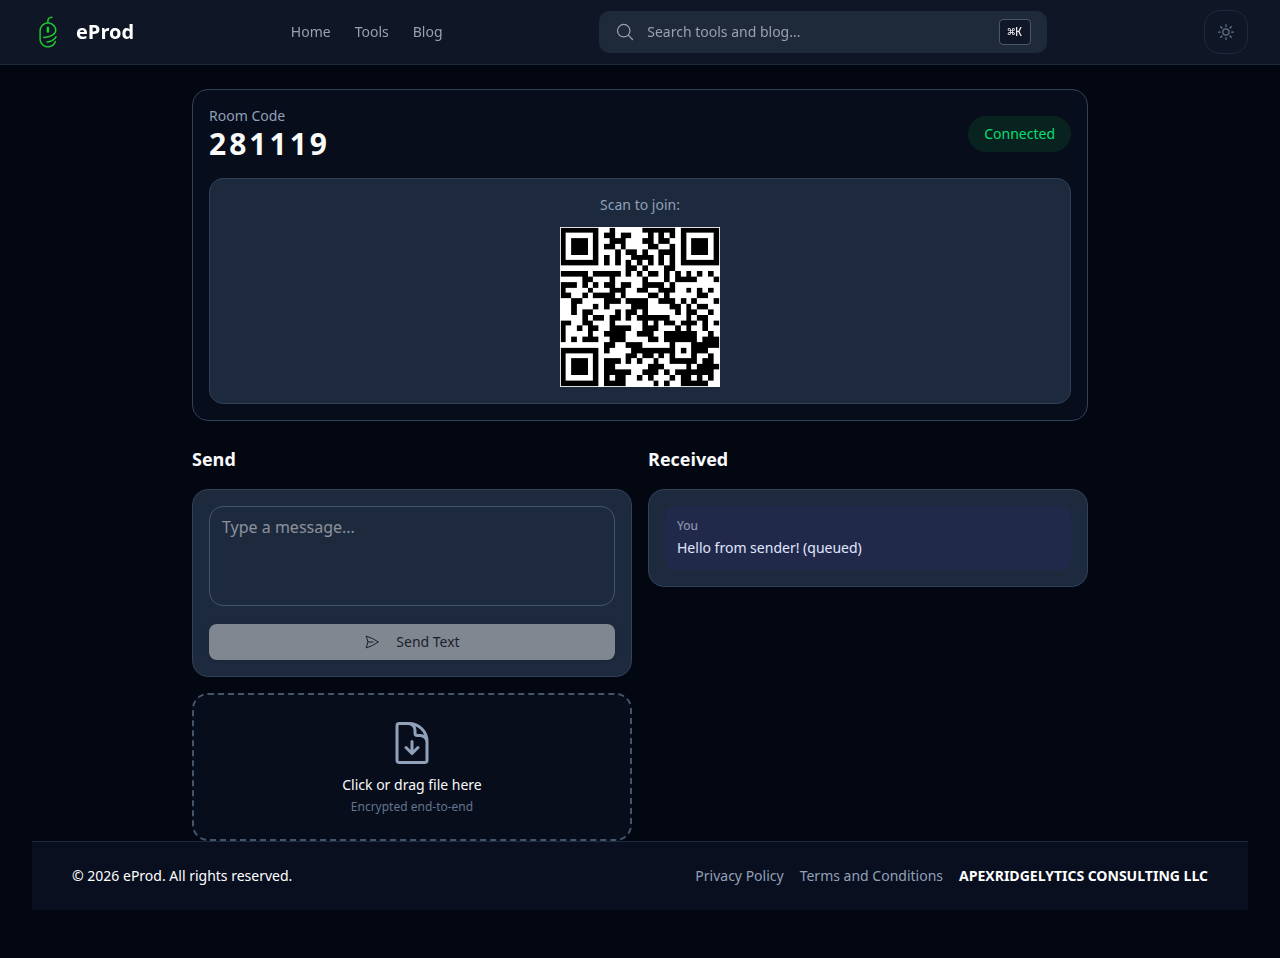 eProd
Home
Tools
Blog
Search tools and blog...
⌘K
Room Code
281119
Connected
Scan to join:
Send
Received
Type a message...
Send Text
You
Hello from sender! (queued)
Click or drag file here
Encrypted end-to-end
© 2026 eProd. All rights reserved.
Privacy Policy
Terms and Conditions
APEXRIDGELYTICS CONSULTING LLC